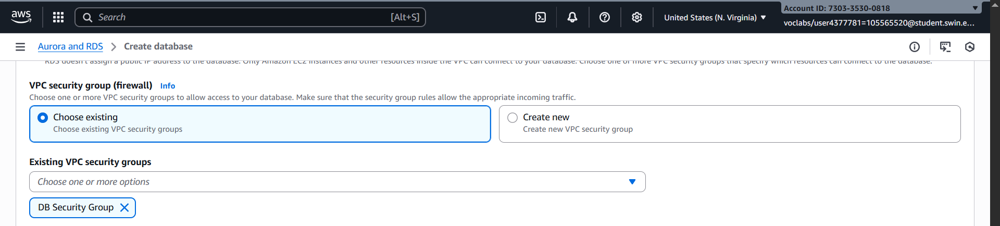 aws
Search [Alt+S]
United States (N. Virginia)
Account ID: 7303-3530-0818
voclabs/user4377781=105565520@student.swin.e...
Aurora and RDS > Create database
RDS doesn't assign a public IP address to the database. Only Amazon EC2 instances and other resources inside the VPC can connect to your database. Choose one or more VPC security groups that specify which resources can connect to the database.
VPC security group (firewall) Info
Choose one or more VPC security groups to allow access to your database. Make sure that the security group rules allow the appropriate incoming traffic.
Choose existing
Choose existing VPC security groups
Create new
Create new VPC security group
Existing VPC security groups
Choose one or more options
DB Security Group